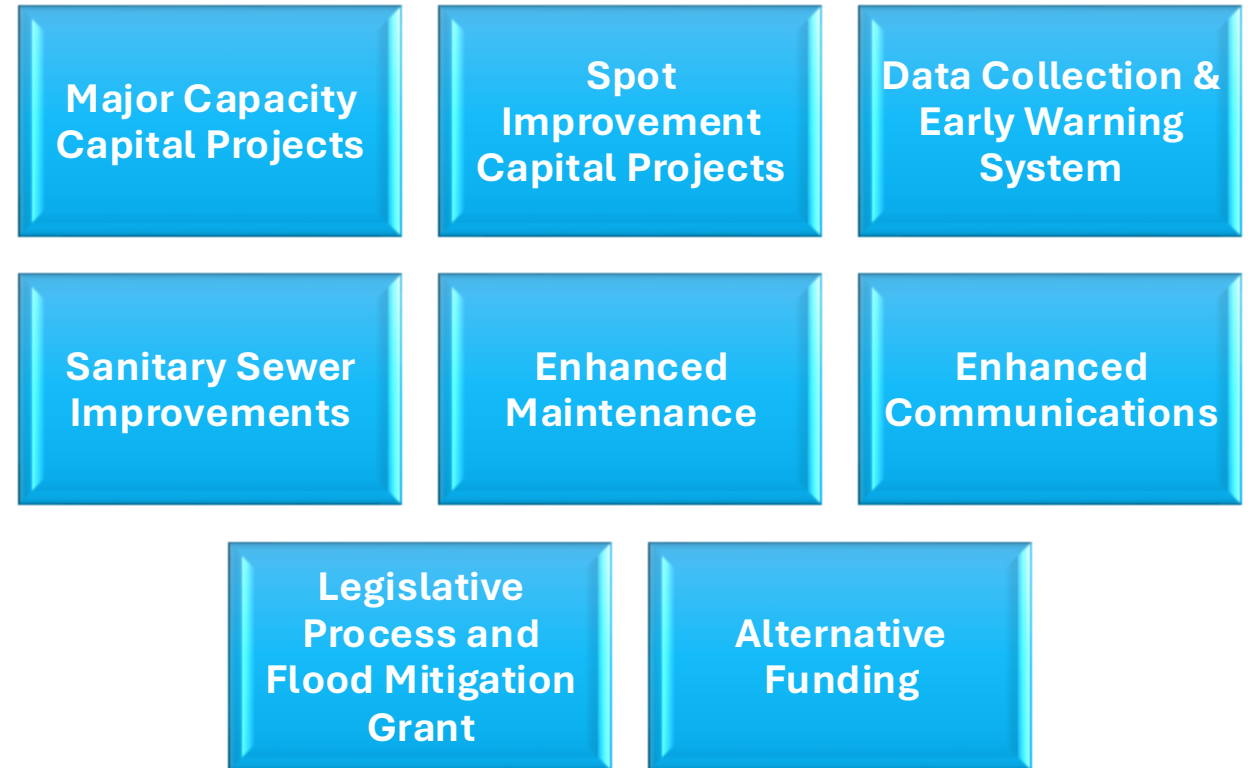 Major Capacity
Capital Projects
Spot
Improvement
Capital Projects
Data Collection &
Early Warning
System
Sanitary Sewer
Improvements
Enhanced
Maintenance
Enhanced
Communications
Legislative
Process and
Flood Mitigation
Grant
Alternative
Funding